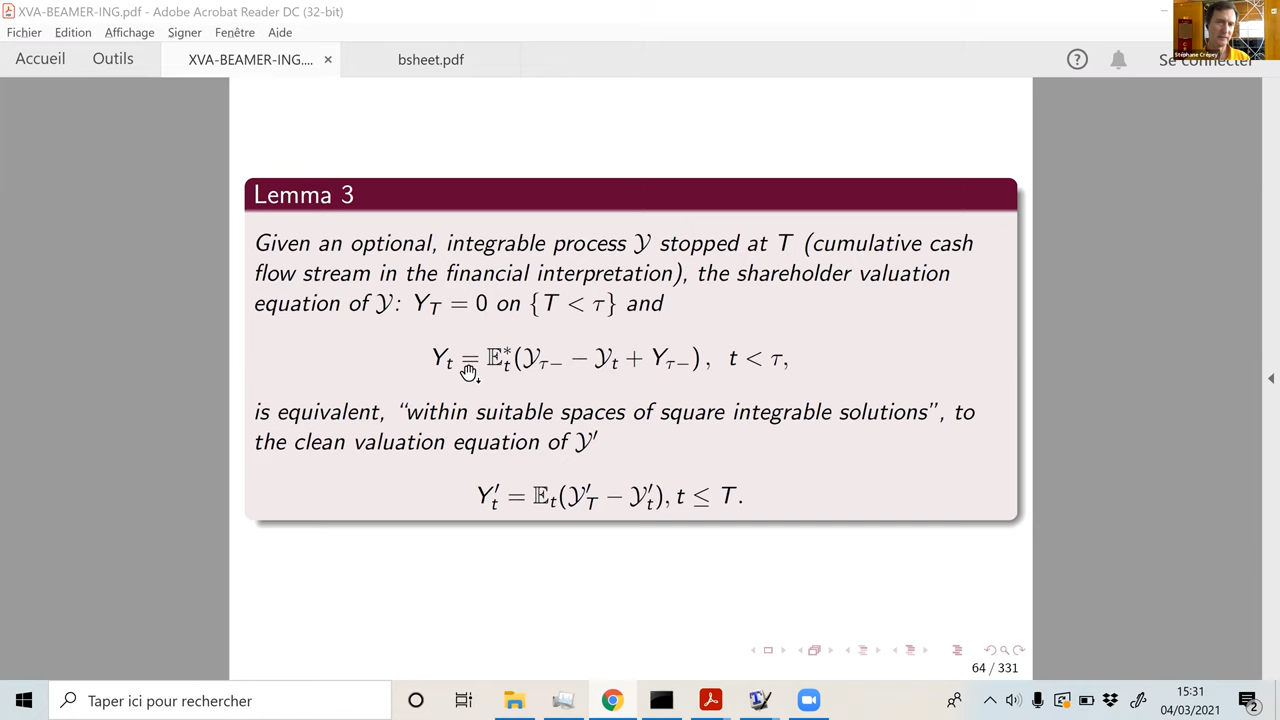 XVA-BEAMER-ING.pdf - Adobe Acrobat Reader DC (32-bit)
Fichier Edition Affichage Signer Fenêtre Aide
Accueil Outils XVA-BEAMER-ING.... × bsheet.pdf Se connecter
Stéphane Crépey
Lemma 3
Given an optional, integrable process 𝒴 stopped at T (cumulative cash
flow stream in the financial interpretation), the shareholder valuation
equation of 𝒴: Y_T = 0 on {T < τ} and
Y_t = 𝔼*_t(𝒴_{τ−} − 𝒴_t + Y_{τ−}), t < τ,
is equivalent, “within suitable spaces of square integrable solutions”, to
the clean valuation equation of 𝒴′
Y′_t = 𝔼_t(𝒴′_T − 𝒴′_t), t ≤ T.
64 / 331
Taper ici pour rechercher
15:31
04/03/2021
2